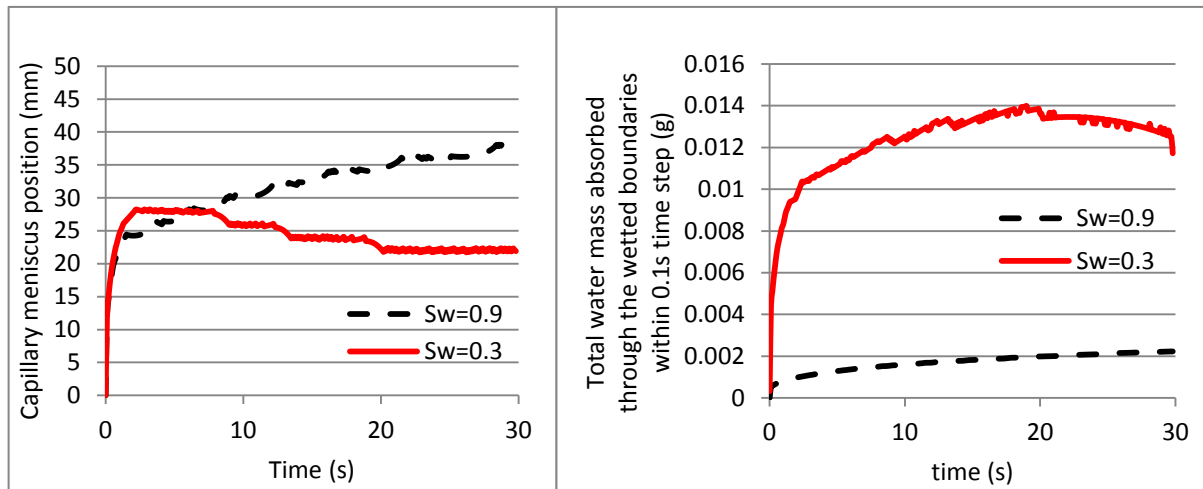 Capillary meniscus position (mm)
50
45
40
35
30
25
20
15
10
5
0
Sw=0.9
Sw=0.3
0 10 20 30
Time (s)
Total water mass absorbed
through the wetted boundaries
within 0.1s time step (g)
0.016
0.014
0.012
0.01
0.008
0.006
0.004
0.002
0
Sw=0.9
Sw=0.3
0 10 20 30
time (s)